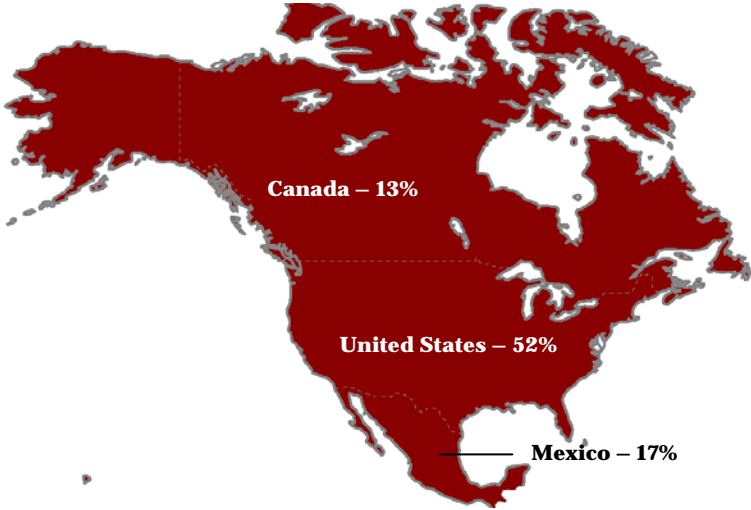 Canada – 13%
United States – 52%
Mexico – 17%